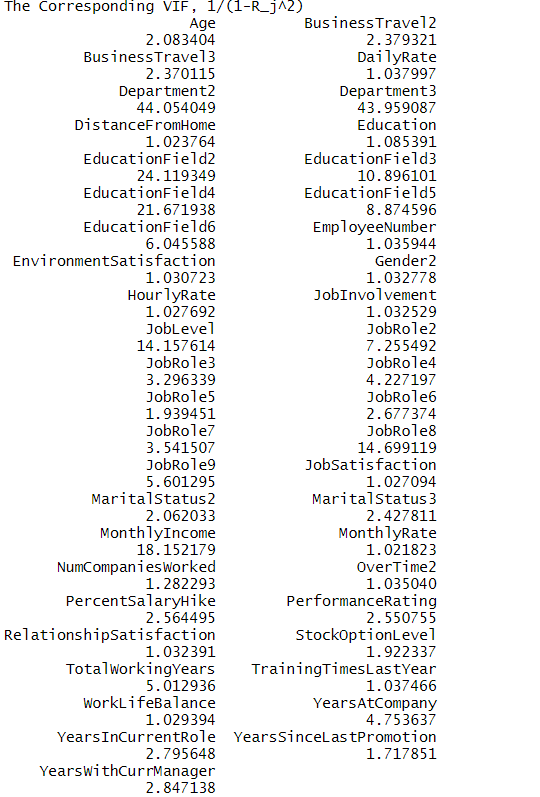 The Corresponding VIF, 1/(1-R_j^2)
Age BusinessTravel2
2.083404 2.379321
BusinessTravel3 DailyRate
2.370115 1.037997
Department2 Department3
44.054049 43.959087
DistanceFromHome Education
1.023764 1.085391
EducationField2 EducationField3
24.119349 10.896101
EducationField4 EducationField5
21.671938 8.874596
EducationField6 EmployeeNumber
6.045588 1.035944
EnvironmentSatisfaction Gender2
1.030723 1.032778
HourlyRate JobInvolvement
1.027692 1.032529
JobLevel JobRole2
14.157614 7.255492
JobRole3 JobRole4
3.296339 4.227197
JobRole5 JobRole6
1.939451 2.677374
JobRole7 JobRole8
3.541507 14.699119
JobRole9 JobSatisfaction
5.601295 1.027094
MaritalStatus2 MaritalStatus3
2.062033 2.427811
MonthlyIncome MonthlyRate
18.152179 1.021823
NumCompaniesWorked OverTime2
1.282293 1.035040
PercentSalaryHike PerformanceRating
2.564495 2.550755
RelationshipSatisfaction StockOptionLevel
1.032391 1.922337
TotalWorkingYears TrainingTimesLastYear
5.012936 1.037466
WorkLifeBalance YearsAtCompany
1.029394 4.753637
YearsInCurrentRole YearsSinceLastPromotion
2.795648 1.717851
YearsWithCurrManager
2.847138